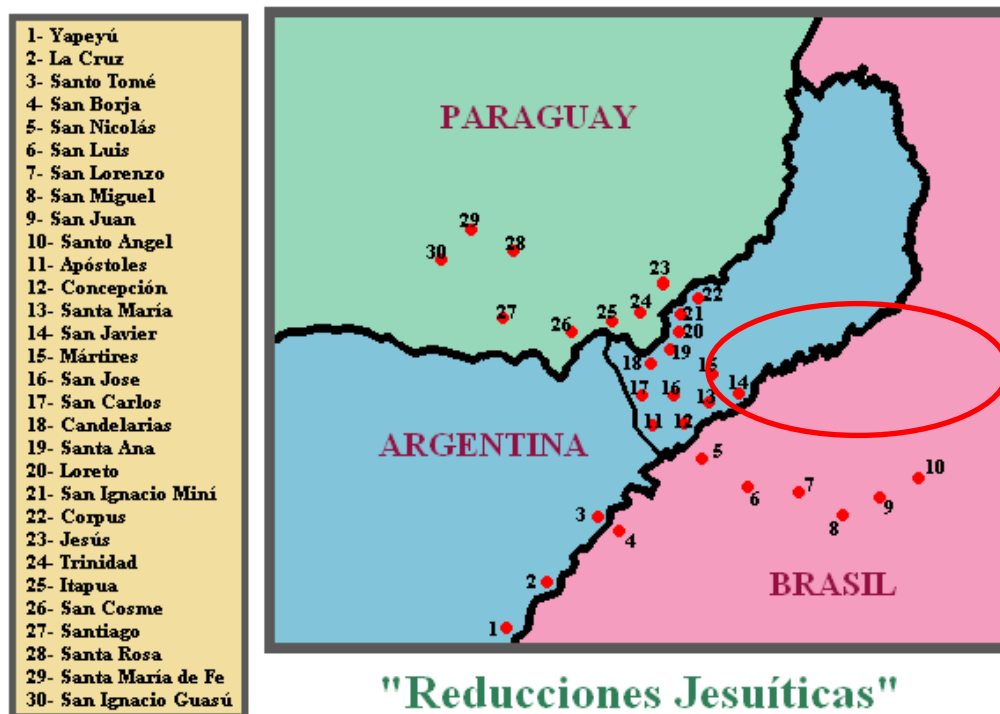 1- Yapeyú
2- La Cruz
3- Santo Tomé
4- San Borja
5- San Nicolás
6- San Luis
7- San Lorenzo
8- San Miguel
9- San Juan
10- Santo Angel
11- Apóstoles
12- Concepción
13- Santa María
14- San Javier
15- Mártires
16- San Jose
17- San Carlos
18- Candelarias
19- Santa Ana
20- Loreto
21- San Ignacio Miní
22- Corpus
23- Jesús
24- Trinidad
25- Itapua
26- San Cosme
27- Santiago
28- Santa Rosa
29- Santa María de Fe
30- San Ignacio Guasú
PARAGUAY
29
28
30
23
22
24
21
27
25
26
20
19
18
15
17
16
14
13
11
12
ARGENTINA
5
10
6
7
9
8
3
4
2
BRASIL
1
"Reducciones Jesuíticas"